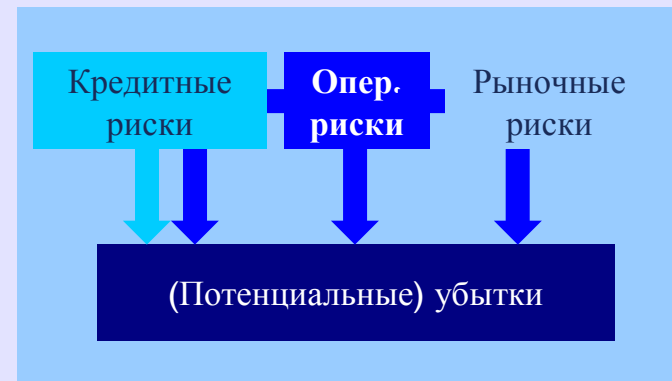 Кредитные
риски
Опер.
риски
Рыночные
риски
(Потенциальные) убытки